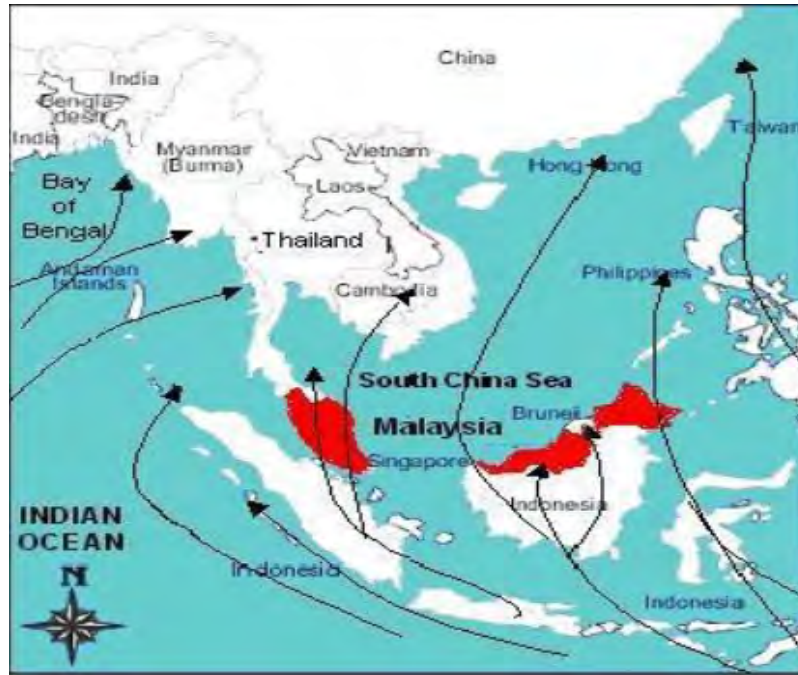 China
India
Bengla-
desh
India
Myanmar
(Burma)
Vietnam
Laos
Taiwan
Hong Kong
Bay
of
Bengal
Thailand
Andaman
Islands
Cambodia
Philippines
South China Sea
Malaysia
Brunei
Singapore
Indonesia
INDIAN
OCEAN
N
Indonesia
Indonesia